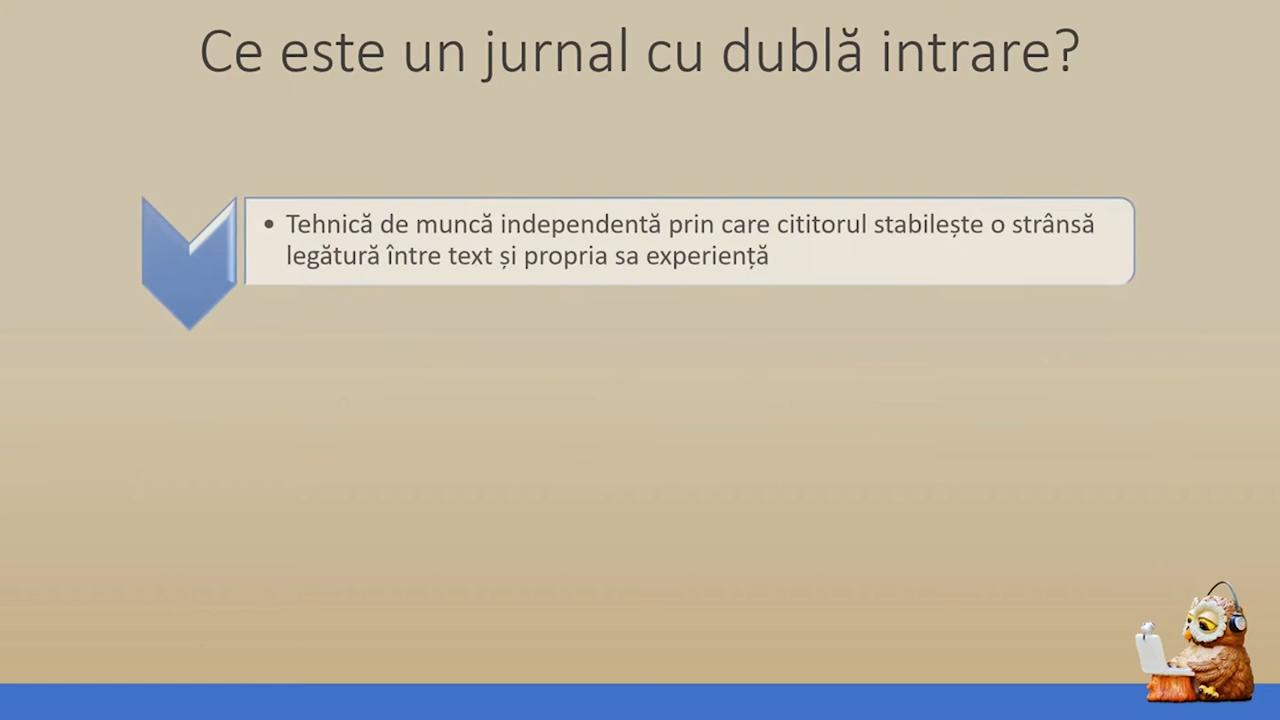 Ce este un jurnal cu dublă intrare?
• Tehnică de muncă independentă prin care cititorul stabilește o strânsă
legătură între text și propria sa experiență